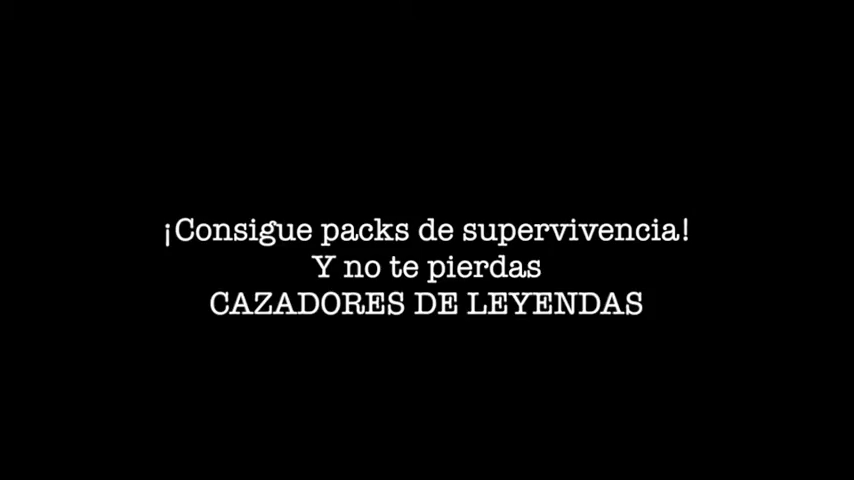 ¡Consigue packs de supervivencia!
Y no te pierdas
CAZADORES DE LEYENDAS